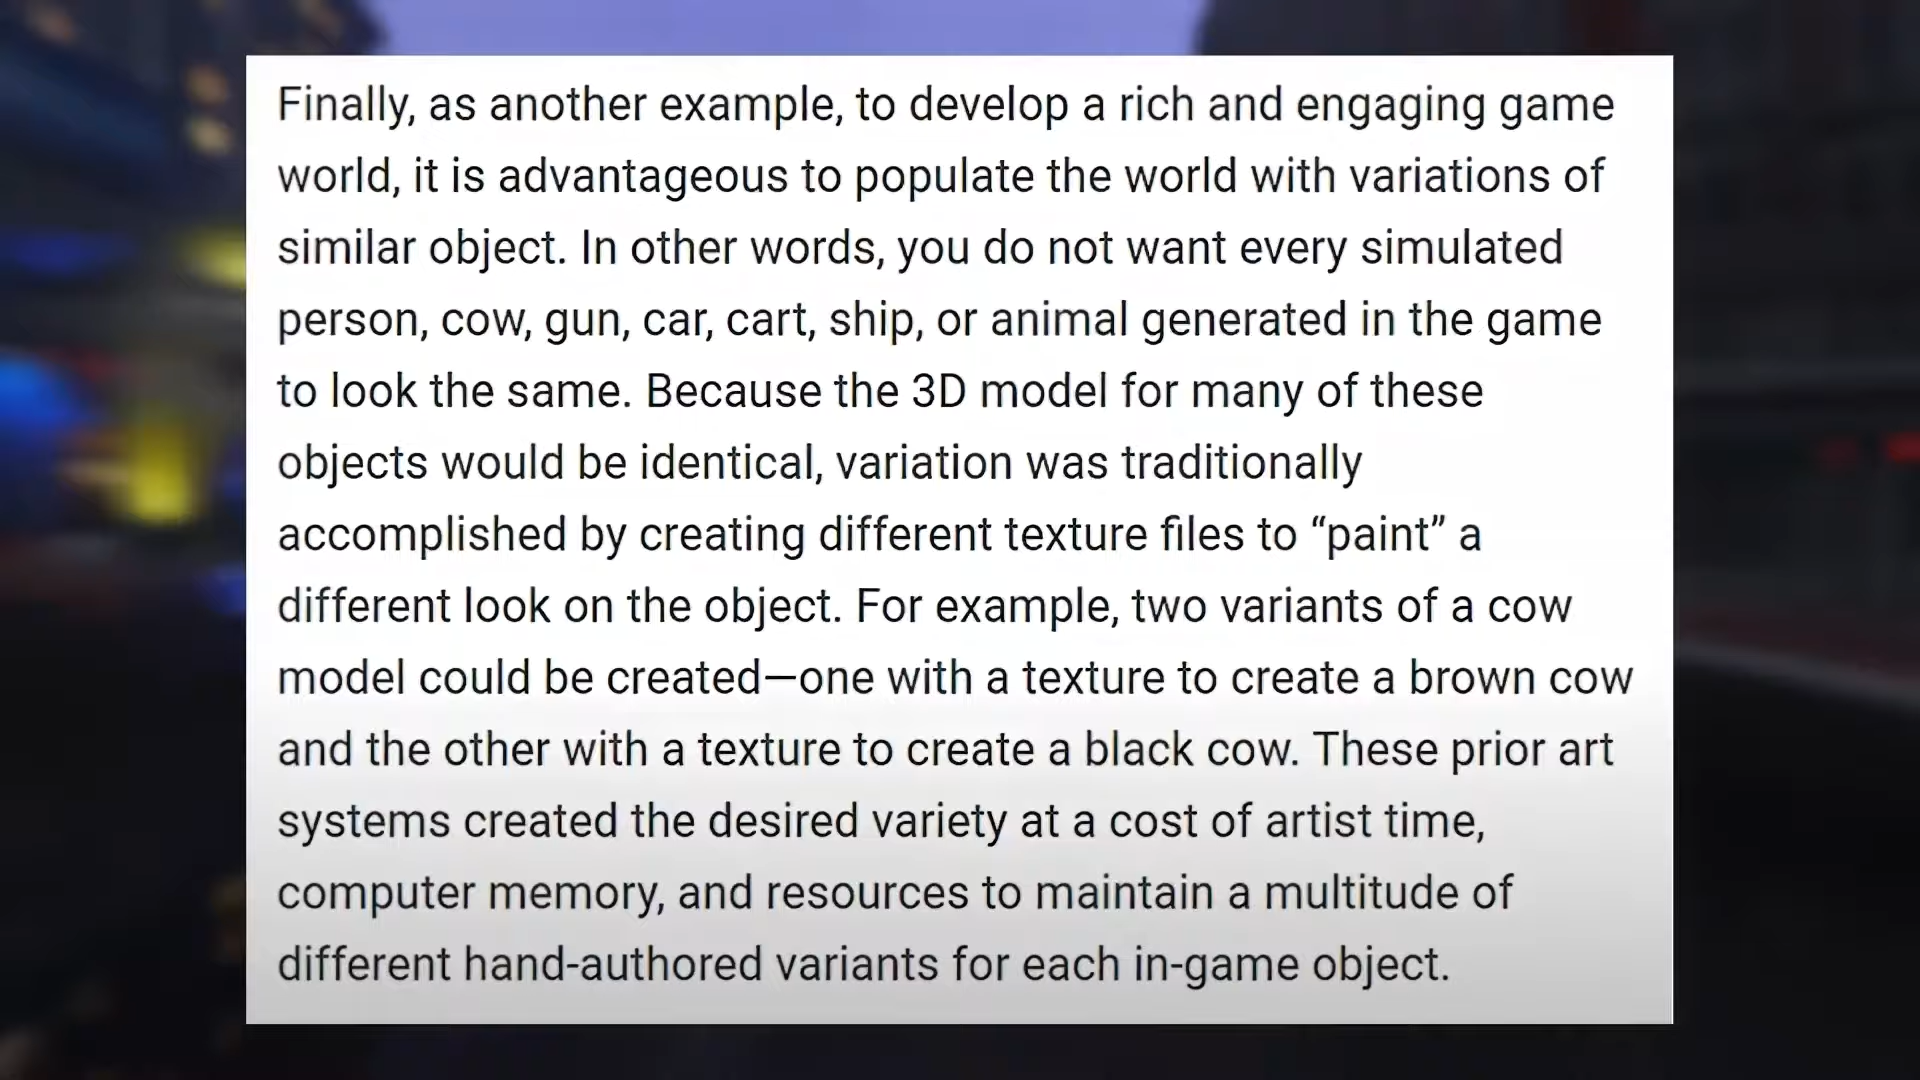 Finally, as another example, to develop a rich and engaging game
world, it is advantageous to populate the world with variations of
similar object. In other words, you do not want every simulated
person, cow, gun, car, cart, ship, or animal generated in the game
to look the same. Because the 3D model for many of these
objects would be identical, variation was traditionally
accomplished by creating different texture files to “paint” a
different look on the object. For example, two variants of a cow
model could be created—one with a texture to create a brown cow
and the other with a texture to create a black cow. These prior art
systems created the desired variety at a cost of artist time,
computer memory, and resources to maintain a multitude of
different hand-authored variants for each in-game object.